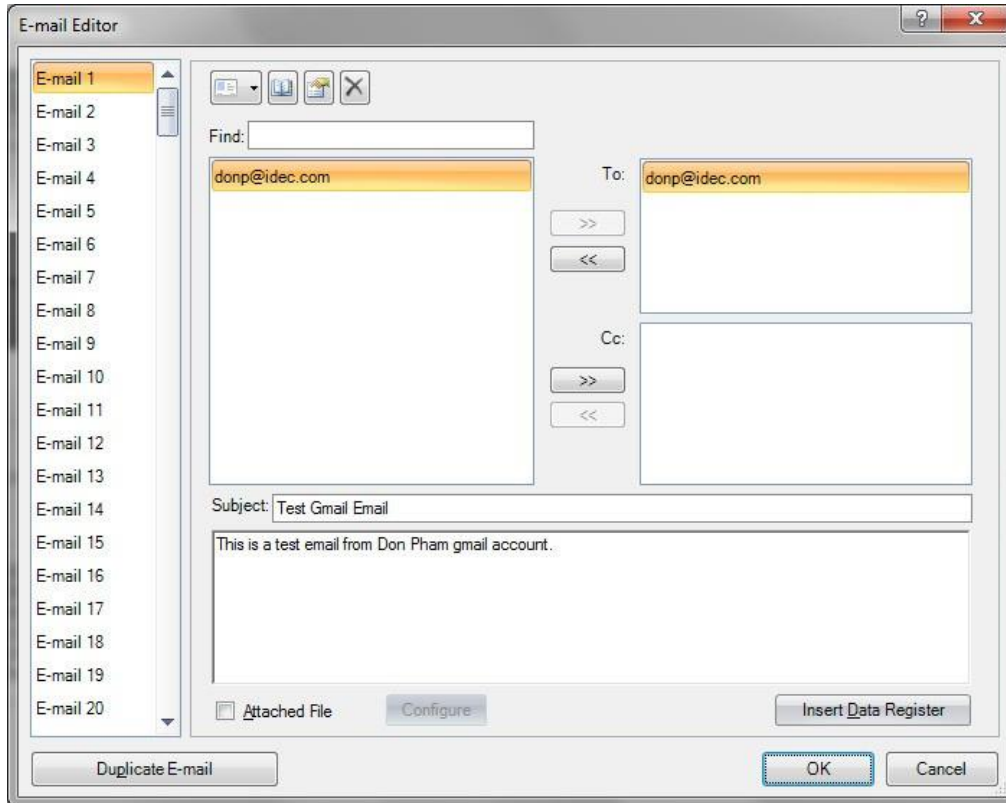 E-mail Editor
E-mail 1
E-mail 2
E-mail 3
E-mail 4
E-mail 5
E-mail 6
E-mail 7
E-mail 8
E-mail 9
E-mail 10
E-mail 11
E-mail 12
E-mail 13
E-mail 14
E-mail 15
E-mail 16
E-mail 17
E-mail 18
E-mail 19
E-mail 20
Find:
donp@idec.com
To:
donp@idec.com
>>
<<
Cc:
>>
<<
Subject: Test Gmail Email
This is a test email from Don Pham gmail account.
Attached File
Configure
Insert Data Register
Duplicate E-mail
OK
Cancel